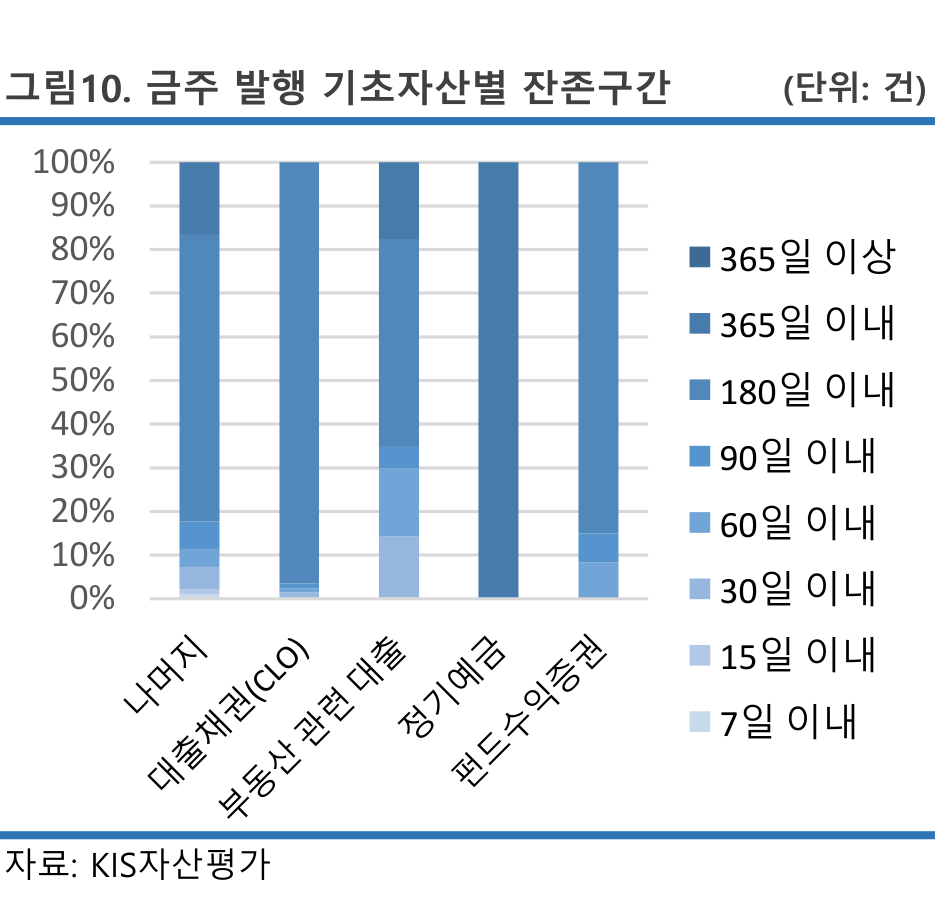 그림10. 금주 발행 기초자산별 잔존구간 (단위: 건)
100%
90%
80%
70%
60%
50%
40%
30%
20%
10%
0%
나머지
대출채권(CLO)
부동산 관련 대출
정기예금
펀드수익증권
365일 이상
365일 이내
180일 이내
90일 이내
60일 이내
30일 이내
15일 이내
7일 이내
자료: KIS자산평가